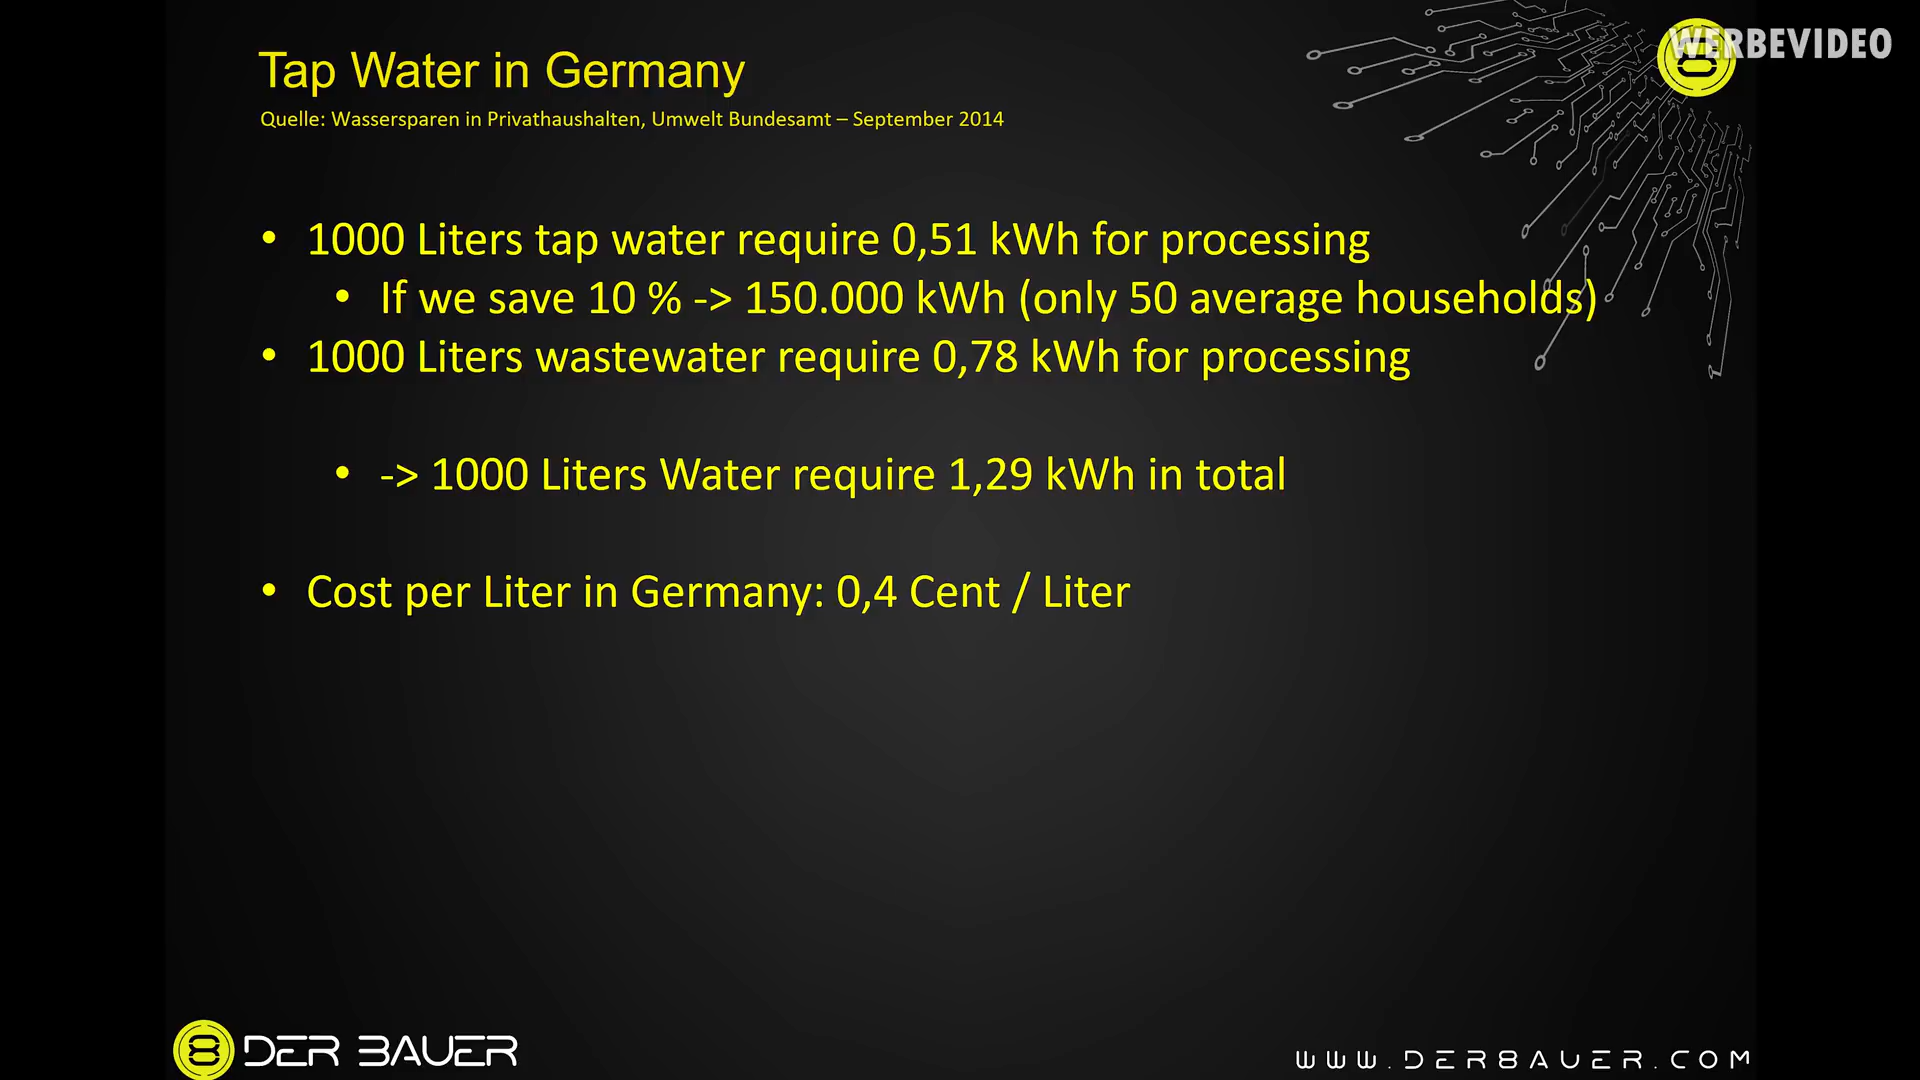 WERBEVIDEO
Tap Water in Germany
Quelle: Wassersparen in Privathaushalten, Umwelt Bundesamt – September 2014
• 1000 Liters tap water require 0,51 kWh for processing
• If we save 10 % -> 150.000 kWh (only 50 average households)
• 1000 Liters wastewater require 0,78 kWh for processing
• -> 1000 Liters Water require 1,29 kWh in total
• Cost per Liter in Germany: 0,4 Cent / Liter
DER 8AUER
WWW.DER8AUER.COM